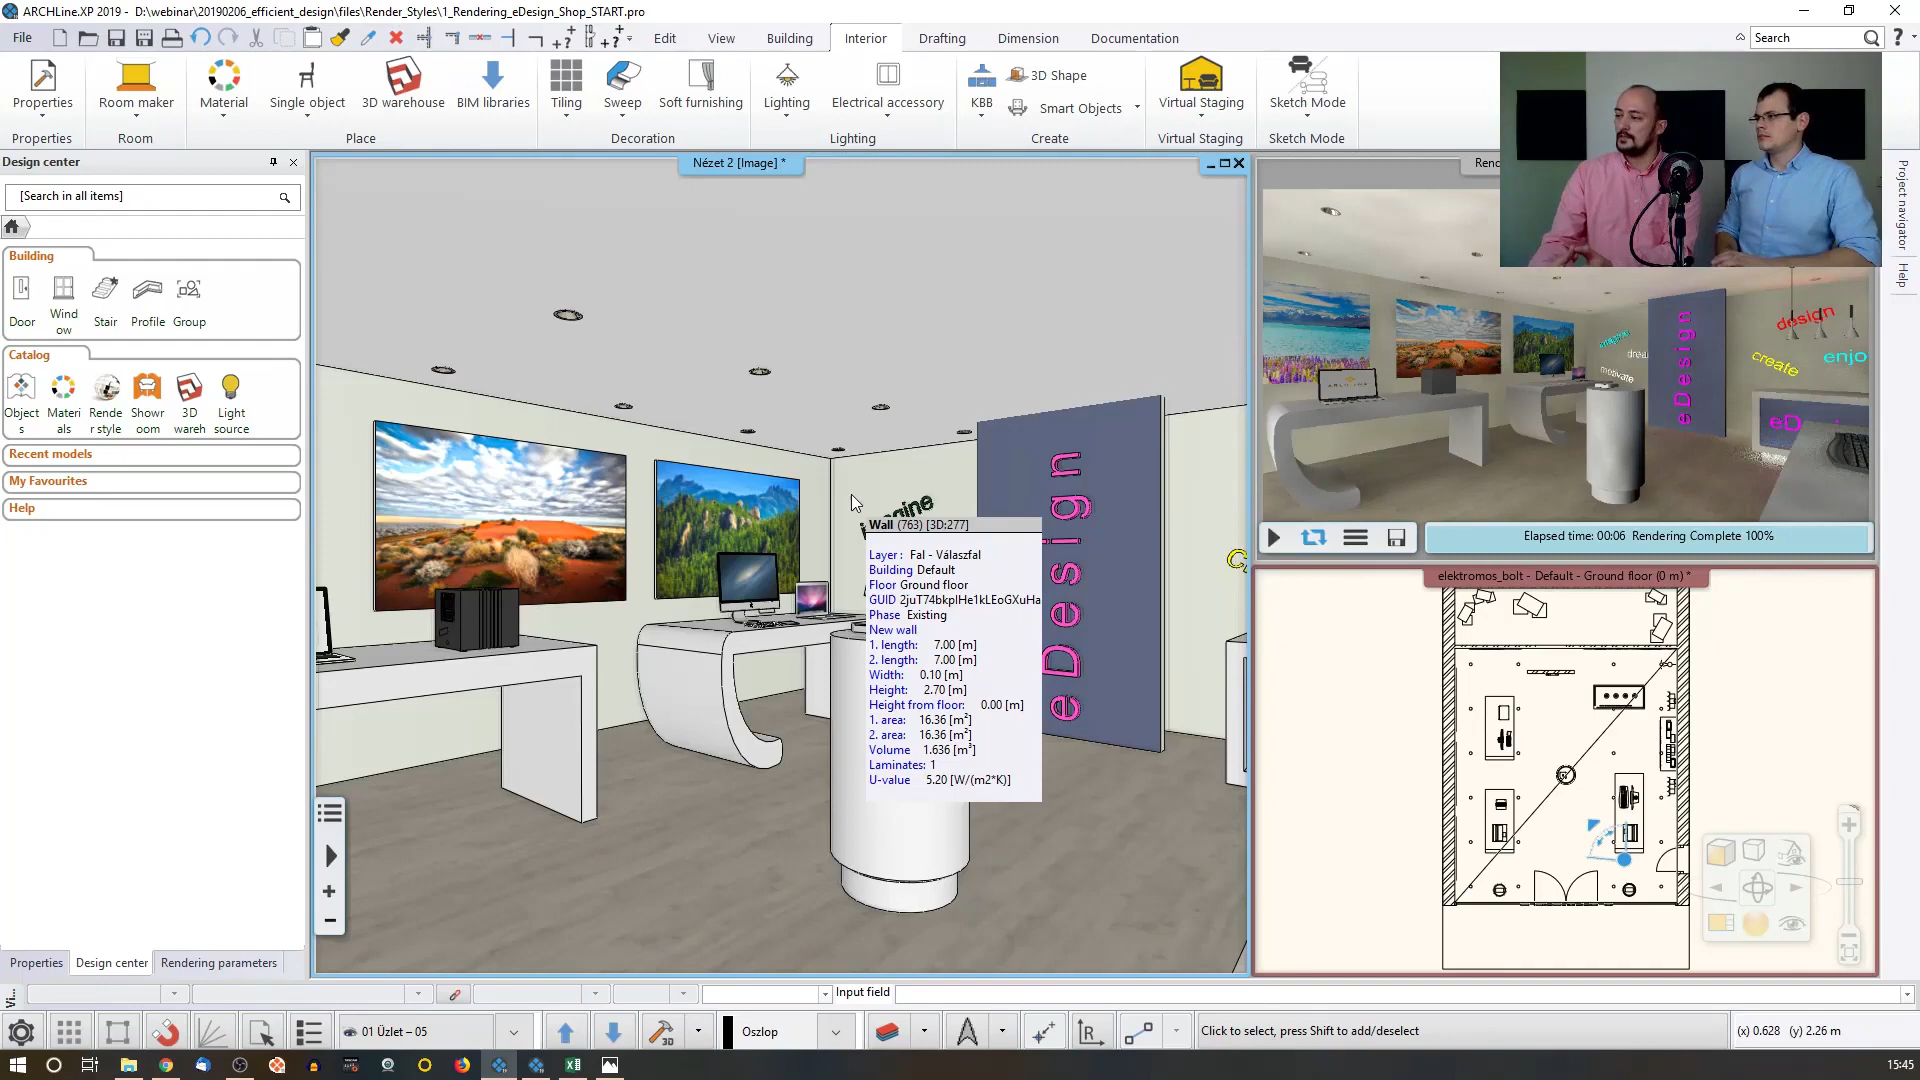 ARCHLine.XP 2019 - D:\webinar\20190206_efficient_design\files\Render_Styles\1_Rendering_eDesign_Shop_START.pro
File
Edit
View
Building
Interior
Drafting
Dimension
Documentation
Search
?
Properties
Room maker
Material
Single object
3D warehouse
BIM libraries
Tiling
Sweep
Soft furnishing
Lighting
Electrical accessory
KBB
3D Shape
Smart Objects
Virtual Staging
Sketch Mode
Properties
Room
Place
Decoration
Lighting
Create
Virtual Staging
Sketch Mode
Design center
[Search in all items]
Building
Door
Wind
ow
Stair
Profile
Group
Catalog
Object
s
Materi
als
Rende
r style
Showr
oom
3D
wareh
Light
source
Recent models
My Favourites
Help
Properties
Design center
Rendering parameters
Nézet 2 [Image] *
eDesign
Wall (763) [3D:277]
Layer : Fal - Válaszfal
Building Default
Floor Ground floor
GUID 2juT74bkpIHe1kLEoGXuHa
Phase Existing
New wall
1. length: 7.00 [m]
2. length: 7.00 [m]
Width: 0.10 [m]
Height: 2.70 [m]
Height from floor: 0.00 [m]
1. area: 16.36 [m²]
2. area: 16.36 [m²]
Volume 1.636 [m³]
Laminates: 1
U-value 5.20 [W/(m2*K)]
Rend
design
create
enjo
imagine
drea
motivate
eDesign
eD
Elapsed time: 00:06 Rendering Complete 100%
elektromos_bolt - Default - Ground floor (0 m) *
Project navigator
Help
Vi...
Input field
01 Üzlet – 05
3D
Oszlop
R
Click to select, press Shift to add/deselect
(x) 0.628 (y) 2.26 m
15:45